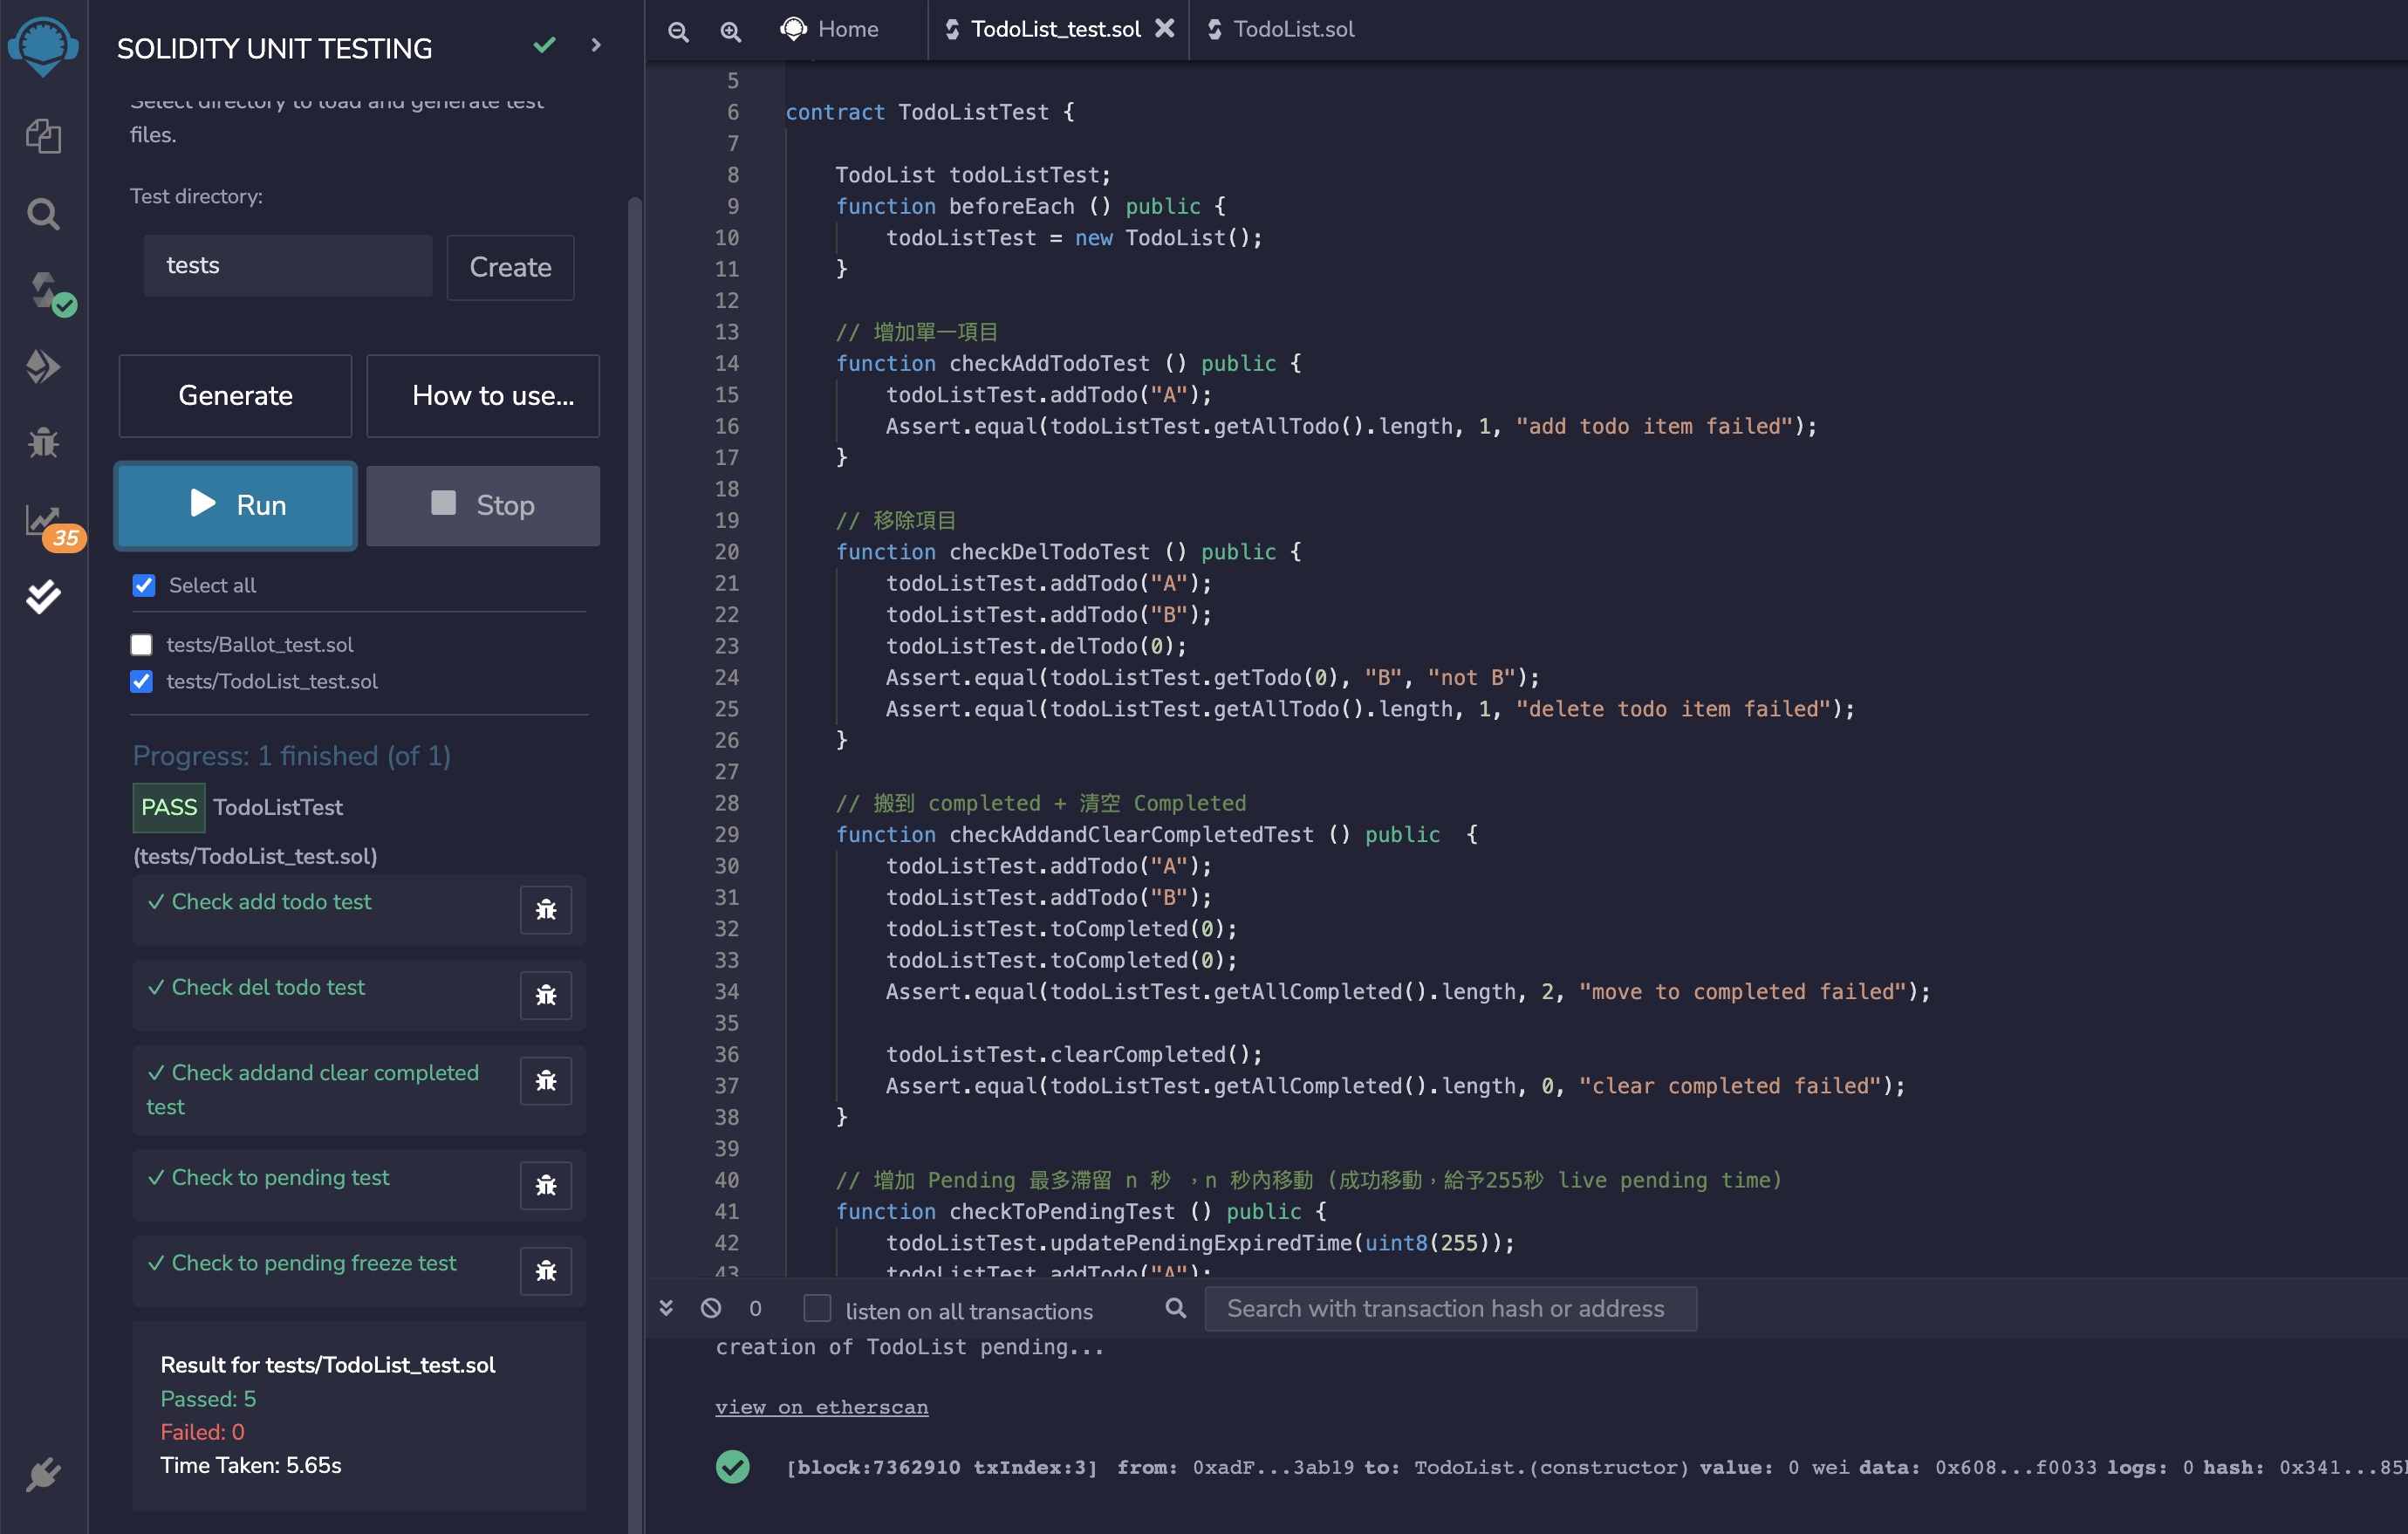 SOLIDITY UNIT TESTING
Select directory to load and generate test
files.
Test directory:
tests
Create
Generate
How to use...
Run
Stop
35
Select all
tests/Ballot_test.sol
tests/TodoList_test.sol
Progress: 1 finished (of 1)
PASS TodoListTest
(tests/TodoList_test.sol)
✓ Check add todo test
✓ Check del todo test
✓ Check addand clear completed
test
✓ Check to pending test
✓ Check to pending freeze test
Result for tests/TodoList_test.sol
Passed: 5
Failed: 0
Time Taken: 5.65s
Home
TodoList_test.sol
TodoList.sol
5
6 contract TodoListTest {
7
8 TodoList todoListTest;
9 function beforeEach () public {
10 todoListTest = new TodoList();
11 }
12
13 // 增加單一項目
14 function checkAddTodoTest () public {
15 todoListTest.addTodo("A");
16 Assert.equal(todoListTest.getAllTodo().length, 1, "add todo item failed");
17 }
18
19 // 移除項目
20 function checkDelTodoTest () public {
21 todoListTest.addTodo("A");
22 todoListTest.addTodo("B");
23 todoListTest.delTodo(0);
24 Assert.equal(todoListTest.getTodo(0), "B", "not B");
25 Assert.equal(todoListTest.getAllTodo().length, 1, "delete todo item failed");
26 }
27
28 // 搬到 completed + 清空 Completed
29 function checkAddandClearCompletedTest () public  {
30 todoListTest.addTodo("A");
31 todoListTest.addTodo("B");
32 todoListTest.toCompleted(0);
33 todoListTest.toCompleted(0);
34 Assert.equal(todoListTest.getAllCompleted().length, 2, "move to completed failed");
35
36 todoListTest.clearCompleted();
37 Assert.equal(todoListTest.getAllCompleted().length, 0, "clear completed failed");
38 }
39
40 // 增加 Pending 最多滯留 n 秒 ，n 秒內移動 (成功移動，給予255秒 live pending time)
41 function checkToPendingTest () public {
42 todoListTest.updatePendingExpiredTime(uint8(255));
43 todoListTest.addTodo("A");
0
listen on all transactions
Search with transaction hash or address
creation of TodoList pending...
view on etherscan
[block:7362910 txIndex:3] from: 0xadF...3ab19 to: TodoList.(constructor) value: 0 wei data: 0x608...f0033 logs: 0 hash: 0x341...85